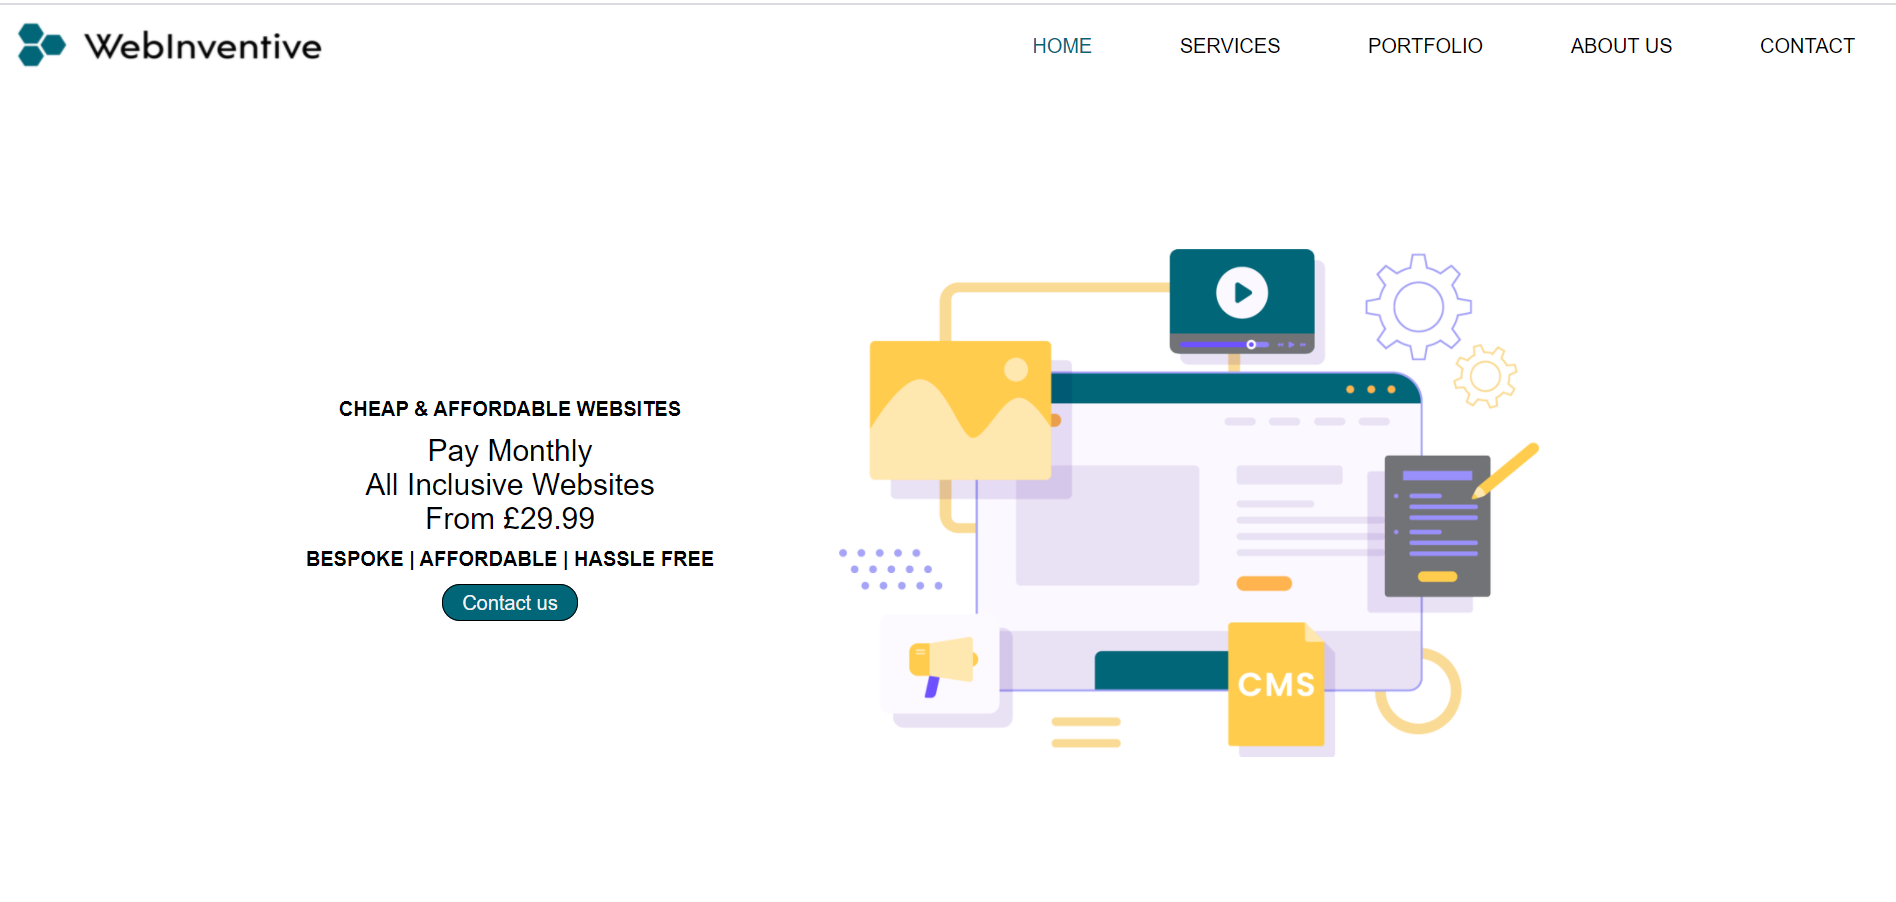 WebInventive
HOME
SERVICES
PORTFOLIO
ABOUT US
CONTACT
CHEAP & AFFORDABLE WEBSITES
Pay Monthly
All Inclusive Websites
From £29.99
BESPOKE | AFFORDABLE | HASSLE FREE
Contact us
CMS